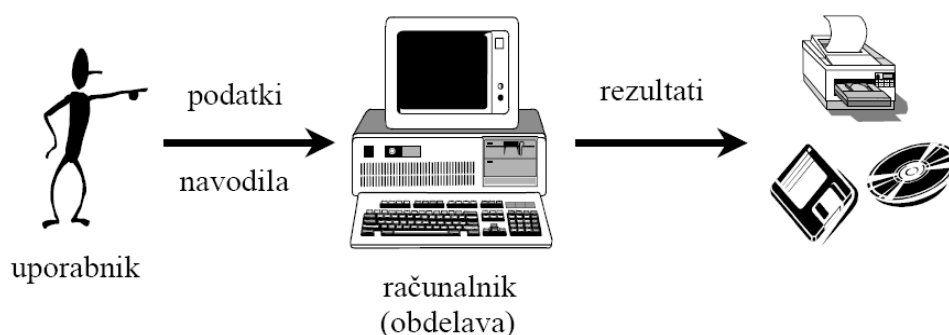 podatki
navodila
uporabnik
računalnik
(obdelava)
rezultati